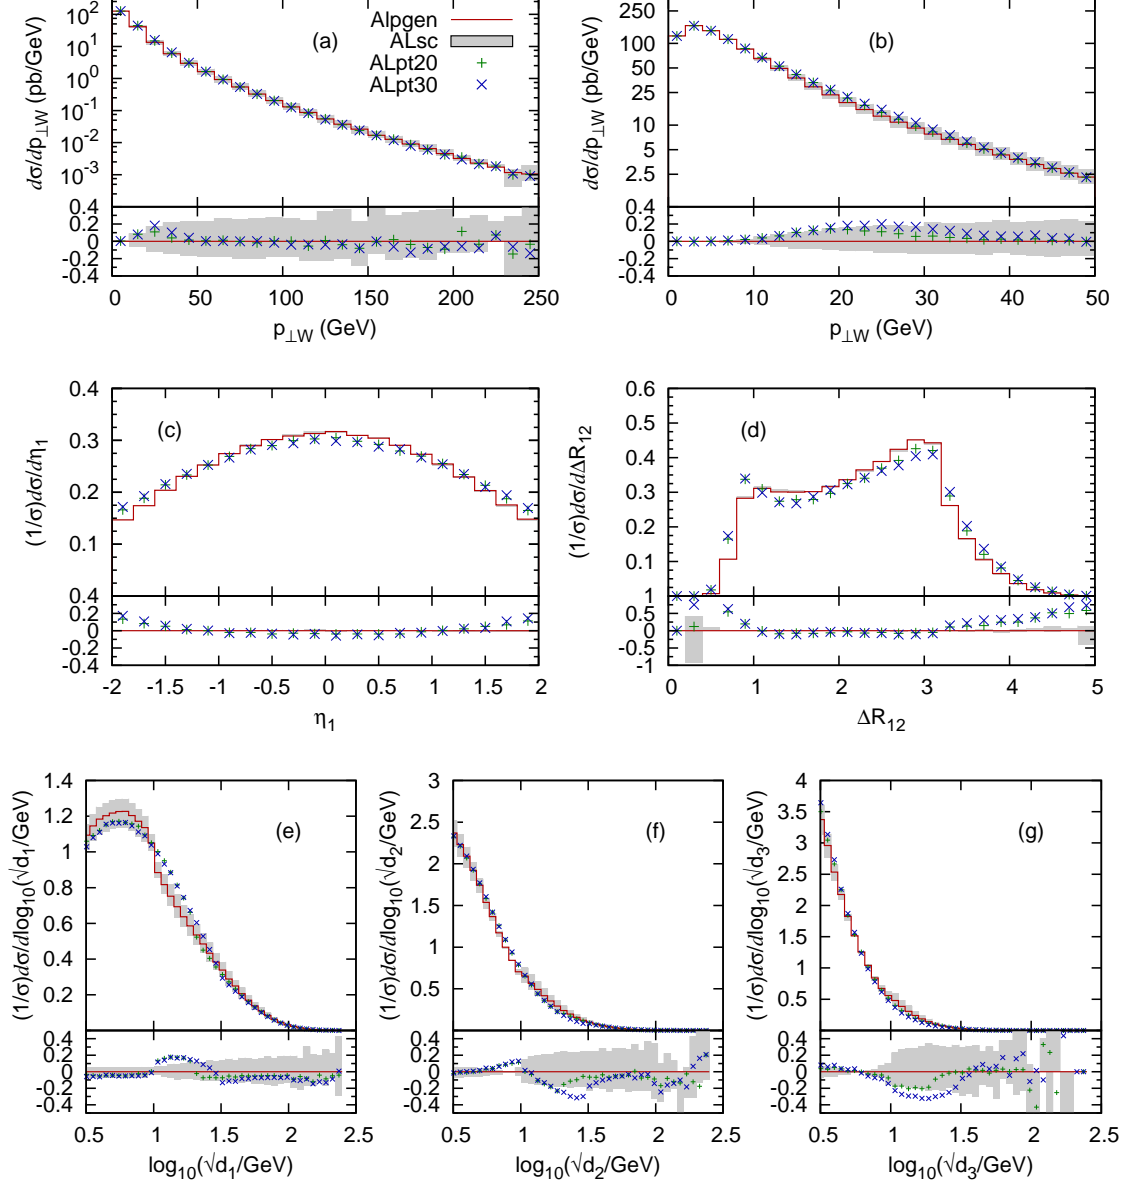 Alpgen
ALsc
ALpt20
ALpt30
(a)
dσ/dp⊥W (pb/GeV)
10^2
10^1
10^0
10^-1
10^-2
10^-3
0.4
0.2
0
-0.2
-0.4
0 50 100 150 200 250
p⊥W (GeV)
(b)
dσ/dp⊥W (pb/GeV)
250
100
50
25
10
5
2.5
0.4
0.2
0
-0.2
-0.4
0 10 20 30 40 50
p⊥W (GeV)
(c)
(1/σ)dσ/dη1
0.4
0.3
0.2
0.1
0.4
0.2
0
-0.2
-0.4
-2 -1.5 -1 -0.5 0 0.5 1 1.5 2
η1
(d)
(1/σ)dσ/dΔR12
0.6
0.5
0.4
0.3
0.2
0.1
1
0.5
0
-0.5
-1
0 1 2 3 4 5
ΔR12
(e)
(1/σ)dσ/dlog10(√d1/GeV)
1.4
1.2
1
0.8
0.6
0.4
0.2
0.4
0.2
0
-0.2
-0.4
0.5 1 1.5 2 2.5
log10(√d1/GeV)
(f)
(1/σ)dσ/dlog10(√d2/GeV)
3
2.5
2
1.5
1
0.5
0.4
0.2
0
-0.2
-0.4
0.5 1 1.5 2 2.5
log10(√d2/GeV)
(g)
(1/σ)dσ/dlog10(√d3/GeV)
4
3.5
3
2.5
2
1.5
1
0.5
0.4
0.2
0
-0.2
-0.4
0.5 1 1.5 2 2.5
log10(√d3/GeV)